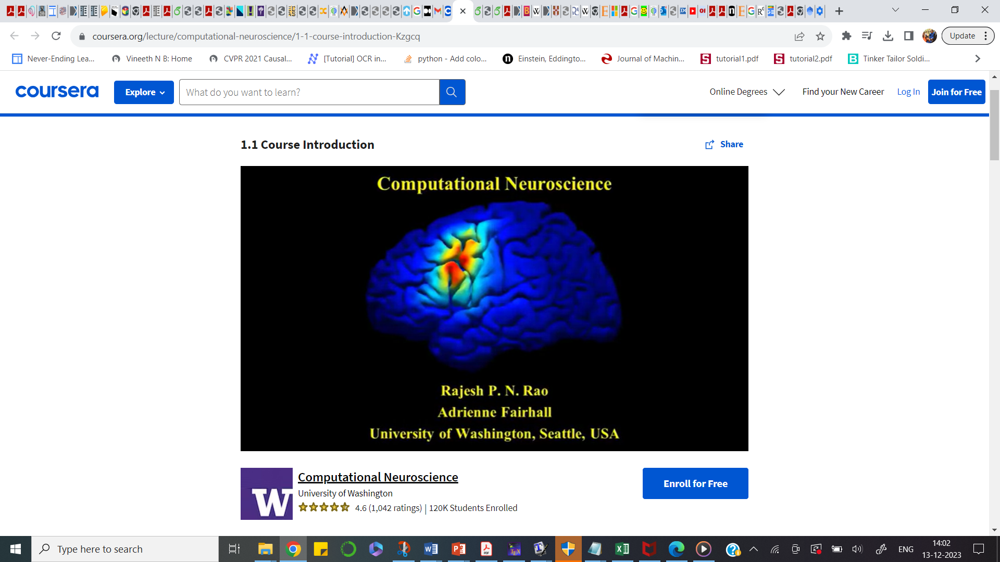 coursera.org/lecture/computational-neuroscience/1-1-course-introduction-Kzgcq
Update
Never-Ending Lea...
Vineeth N B: Home
CVPR 2021 Causal...
[Tutorial] OCR in...
python - Add colo...
Einstein, Eddingto...
Journal of Machin...
tutorial1.pdf
tutorial2.pdf
Tinker Tailor Soldi...
coursera
Explore
What do you want to learn?
Online Degrees
Find your New Career
Log In
Join for Free
1.1 Course Introduction
Share
Computational Neuroscience
Rajesh P. N. Rao
Adrienne Fairhall
University of Washington, Seattle, USA
W
Computational Neuroscience
University of Washington
4.6 (1,042 ratings) | 120K Students Enrolled
Enroll for Free
Type here to search
ENG
14:02
13-12-2023